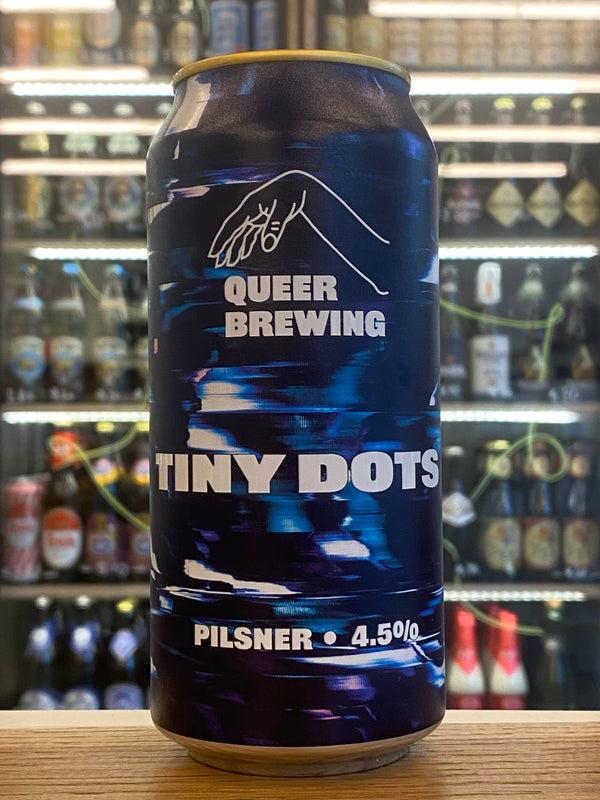 QUEER
BREWING
TINY DOTS
PILSNER • 4.5%